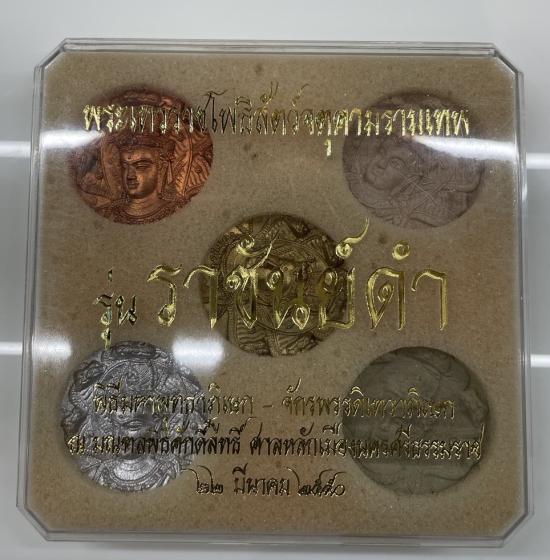 พระเทวราชโพธิสัตว์จตุคามรามเทพ
รุ่น ราชันย์ดำ
พิธีมหาพุทธาภิเษก - จักรพรรดิเทวาภิเษก
ณ มณฑลพิธีศักดิ์สิทธิ์ ศาลหลักเมืองนครศรีธรรมราช
๒๒ มีนาคม ๒๕๕๐